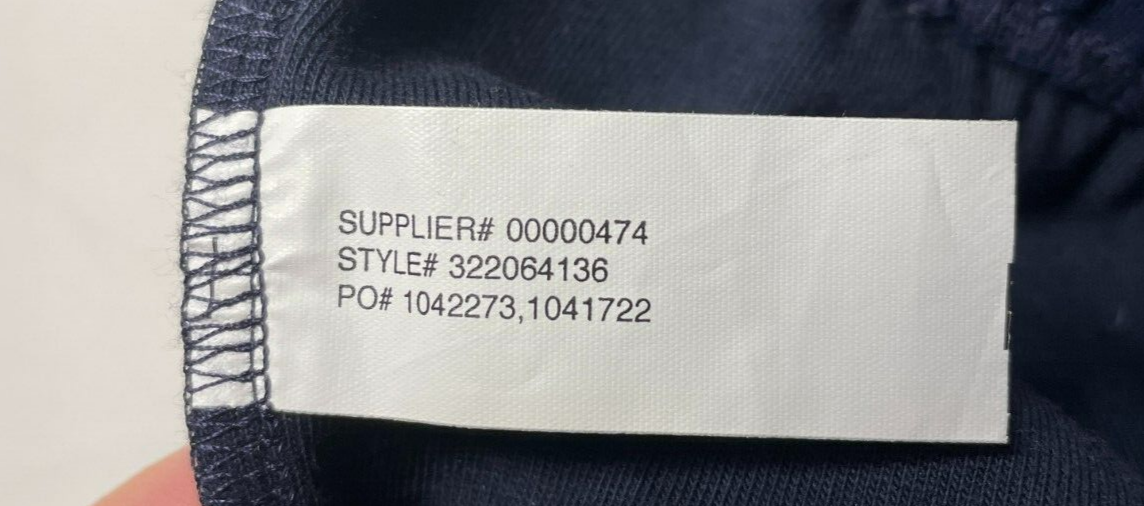 SUPPLIER# 00000474
STYLE# 322064136
PO# 1042273,1041722